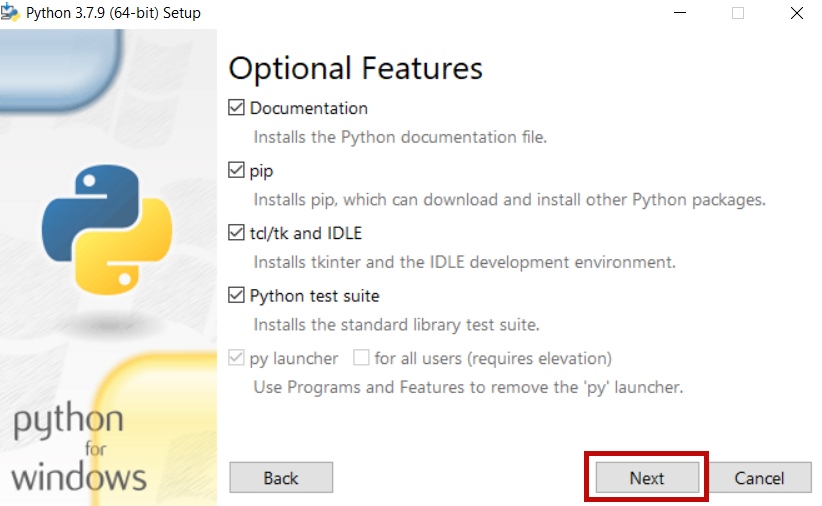 Python 3.7.9 (64-bit) Setup
Optional Features
Documentation
Installs the Python documentation file.
pip
Installs pip, which can download and install other Python packages.
tcl/tk and IDLE
Installs tkinter and the IDLE development environment.
Python test suite
Installs the standard library test suite.
py launcher for all users (requires elevation)
Use Programs and Features to remove the 'py' launcher.
python
for
windows
Back Next Cancel